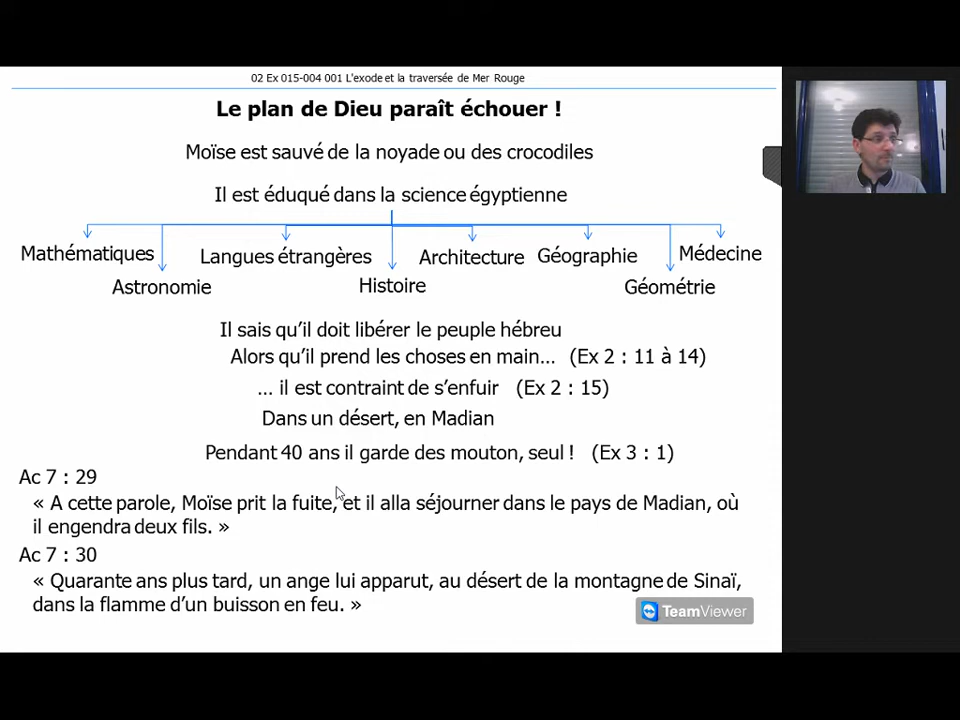 02 Ex 015-004 001 L'exode et la traversée de Mer Rouge
Le plan de Dieu paraît échouer !
Moïse est sauvé de la noyade ou des crocodiles
Il est éduqué dans la science égyptienne
Mathématiques
Langues étrangères
Architecture
Géographie
Médecine
Astronomie
Histoire
Géométrie
Il sais qu'il doit libérer le peuple hébreu
Alors qu'il prend les choses en main… (Ex 2 : 11 à 14)
… il est contraint de s'enfuir (Ex 2 : 15)
Dans un désert, en Madian
Pendant 40 ans il garde des mouton, seul ! (Ex 3 : 1)
Ac 7 : 29
« A cette parole, Moïse prit la fuite, et il alla séjourner dans le pays de Madian, où
il engendra deux fils. »
Ac 7 : 30
« Quarante ans plus tard, un ange lui apparut, au désert de la montagne de Sinaï,
dans la flamme d'un buisson en feu. »
TeamViewer